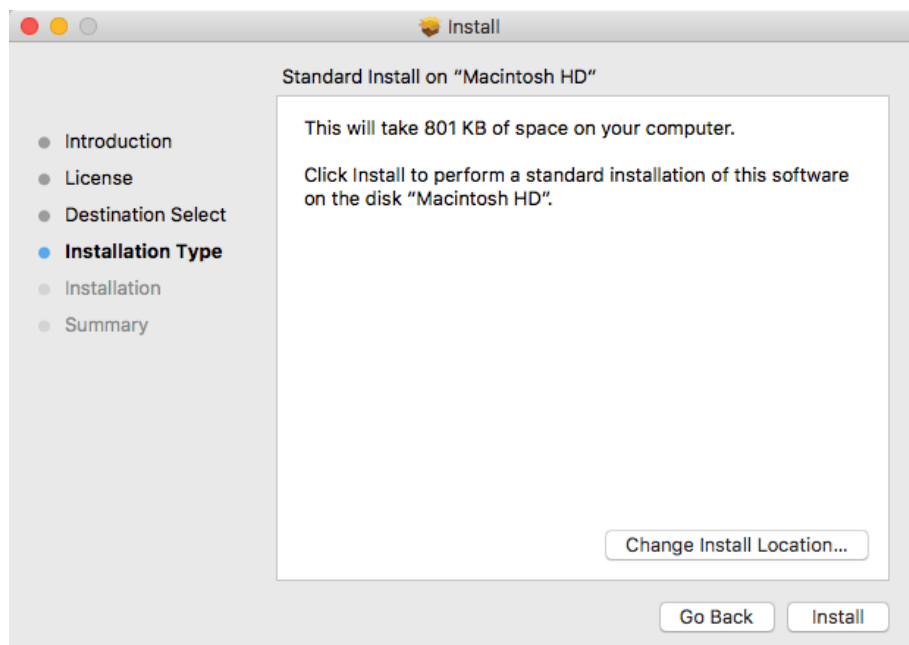 Install
Standard Install on “Macintosh HD”
Introduction
License
Destination Select
Installation Type
Installation
Summary
This will take 801 KB of space on your computer.
Click Install to perform a standard installation of this software
on the disk “Macintosh HD”.
Change Install Location...
Go Back
Install